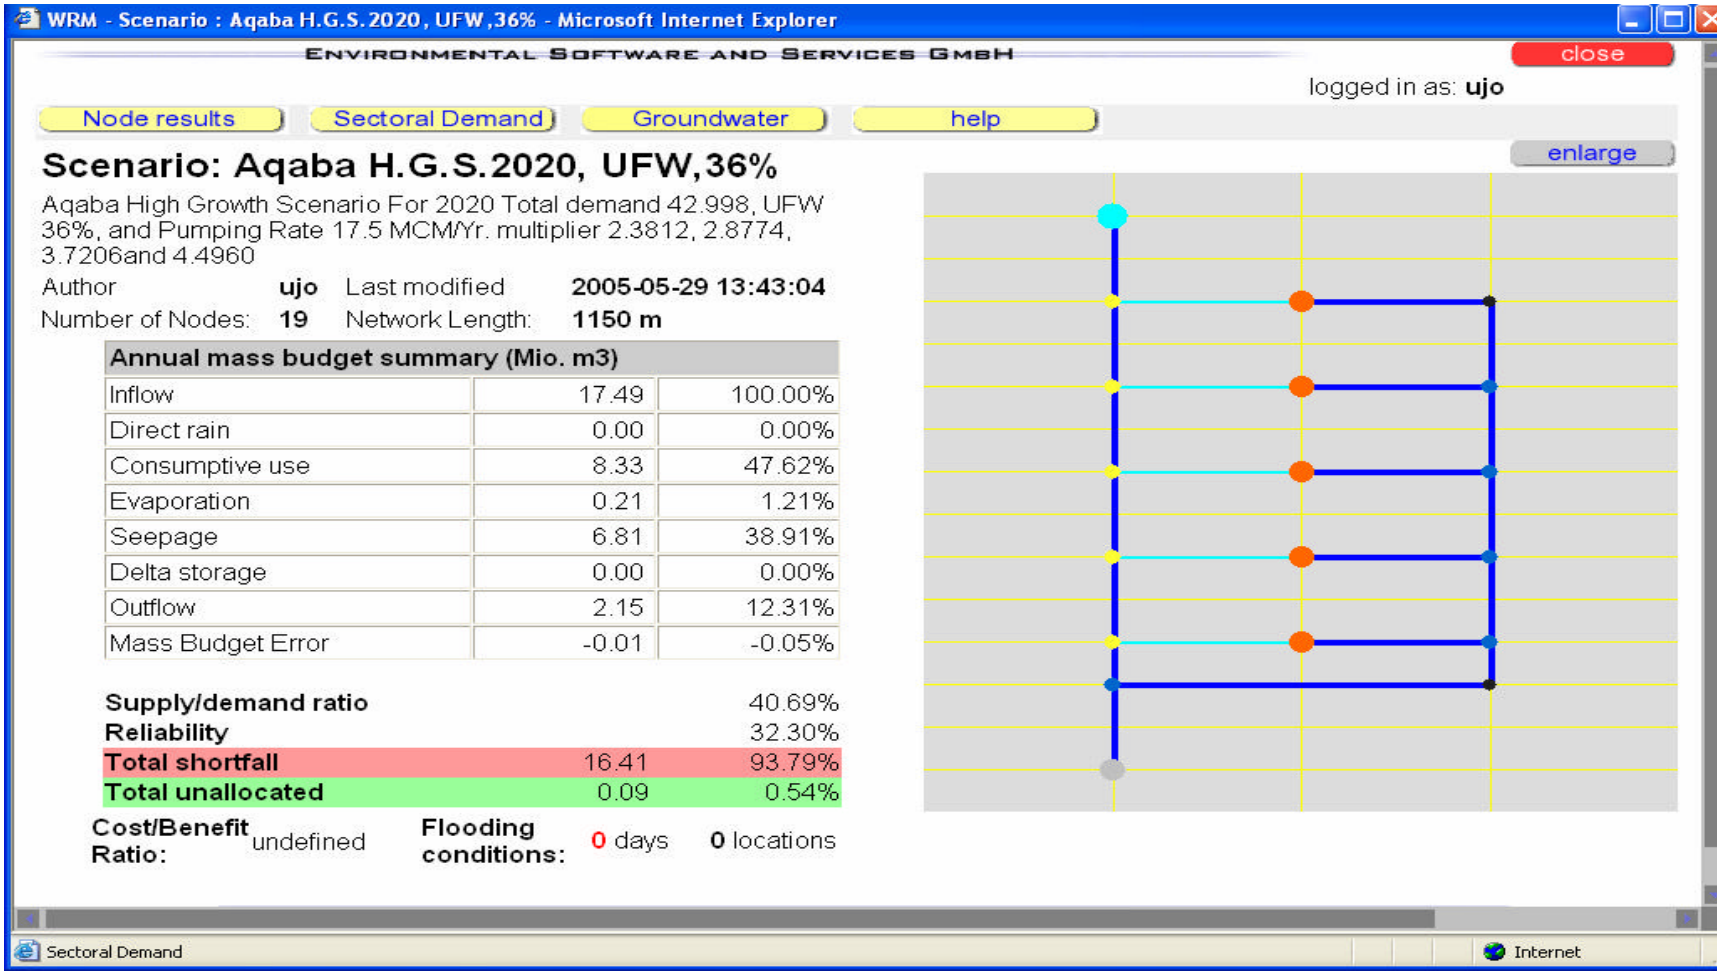 WRM - Scenario : Aqaba H.G.S.2020, UFW,36% - Microsoft Internet Explorer
ENVIRONMENTAL SOFTWARE AND SERVICES GMBH
close
logged in as: ujo
Node results Sectoral Demand Groundwater help
enlarge
Scenario: Aqaba H.G.S.2020, UFW,36%
Aqaba High Growth Scenario For 2020 Total demand 42.998, UFW
36%, and Pumping Rate 17.5 MCM/Yr. multiplier 2.3812, 2.8774,
3.7206and 4.4960
Author ujo Last modified 2005-05-29 13:43:04
Number of Nodes: 19 Network Length: 1150 m
Annual mass budget summary (Mio. m3)
Inflow 17.49 100.00%
Direct rain 0.00 0.00%
Consumptive use 8.33 47.62%
Evaporation 0.21 1.21%
Seepage 6.81 38.91%
Delta storage 0.00 0.00%
Outflow 2.15 12.31%
Mass Budget Error -0.01 -0.05%
Supply/demand ratio 40.69%
Reliability 32.30%
Total shortfall 16.41 93.79%
Total unallocated 0.09 0.54%
Cost/Benefit Ratio: undefined Flooding conditions: 0 days 0 locations
Sectoral Demand Internet